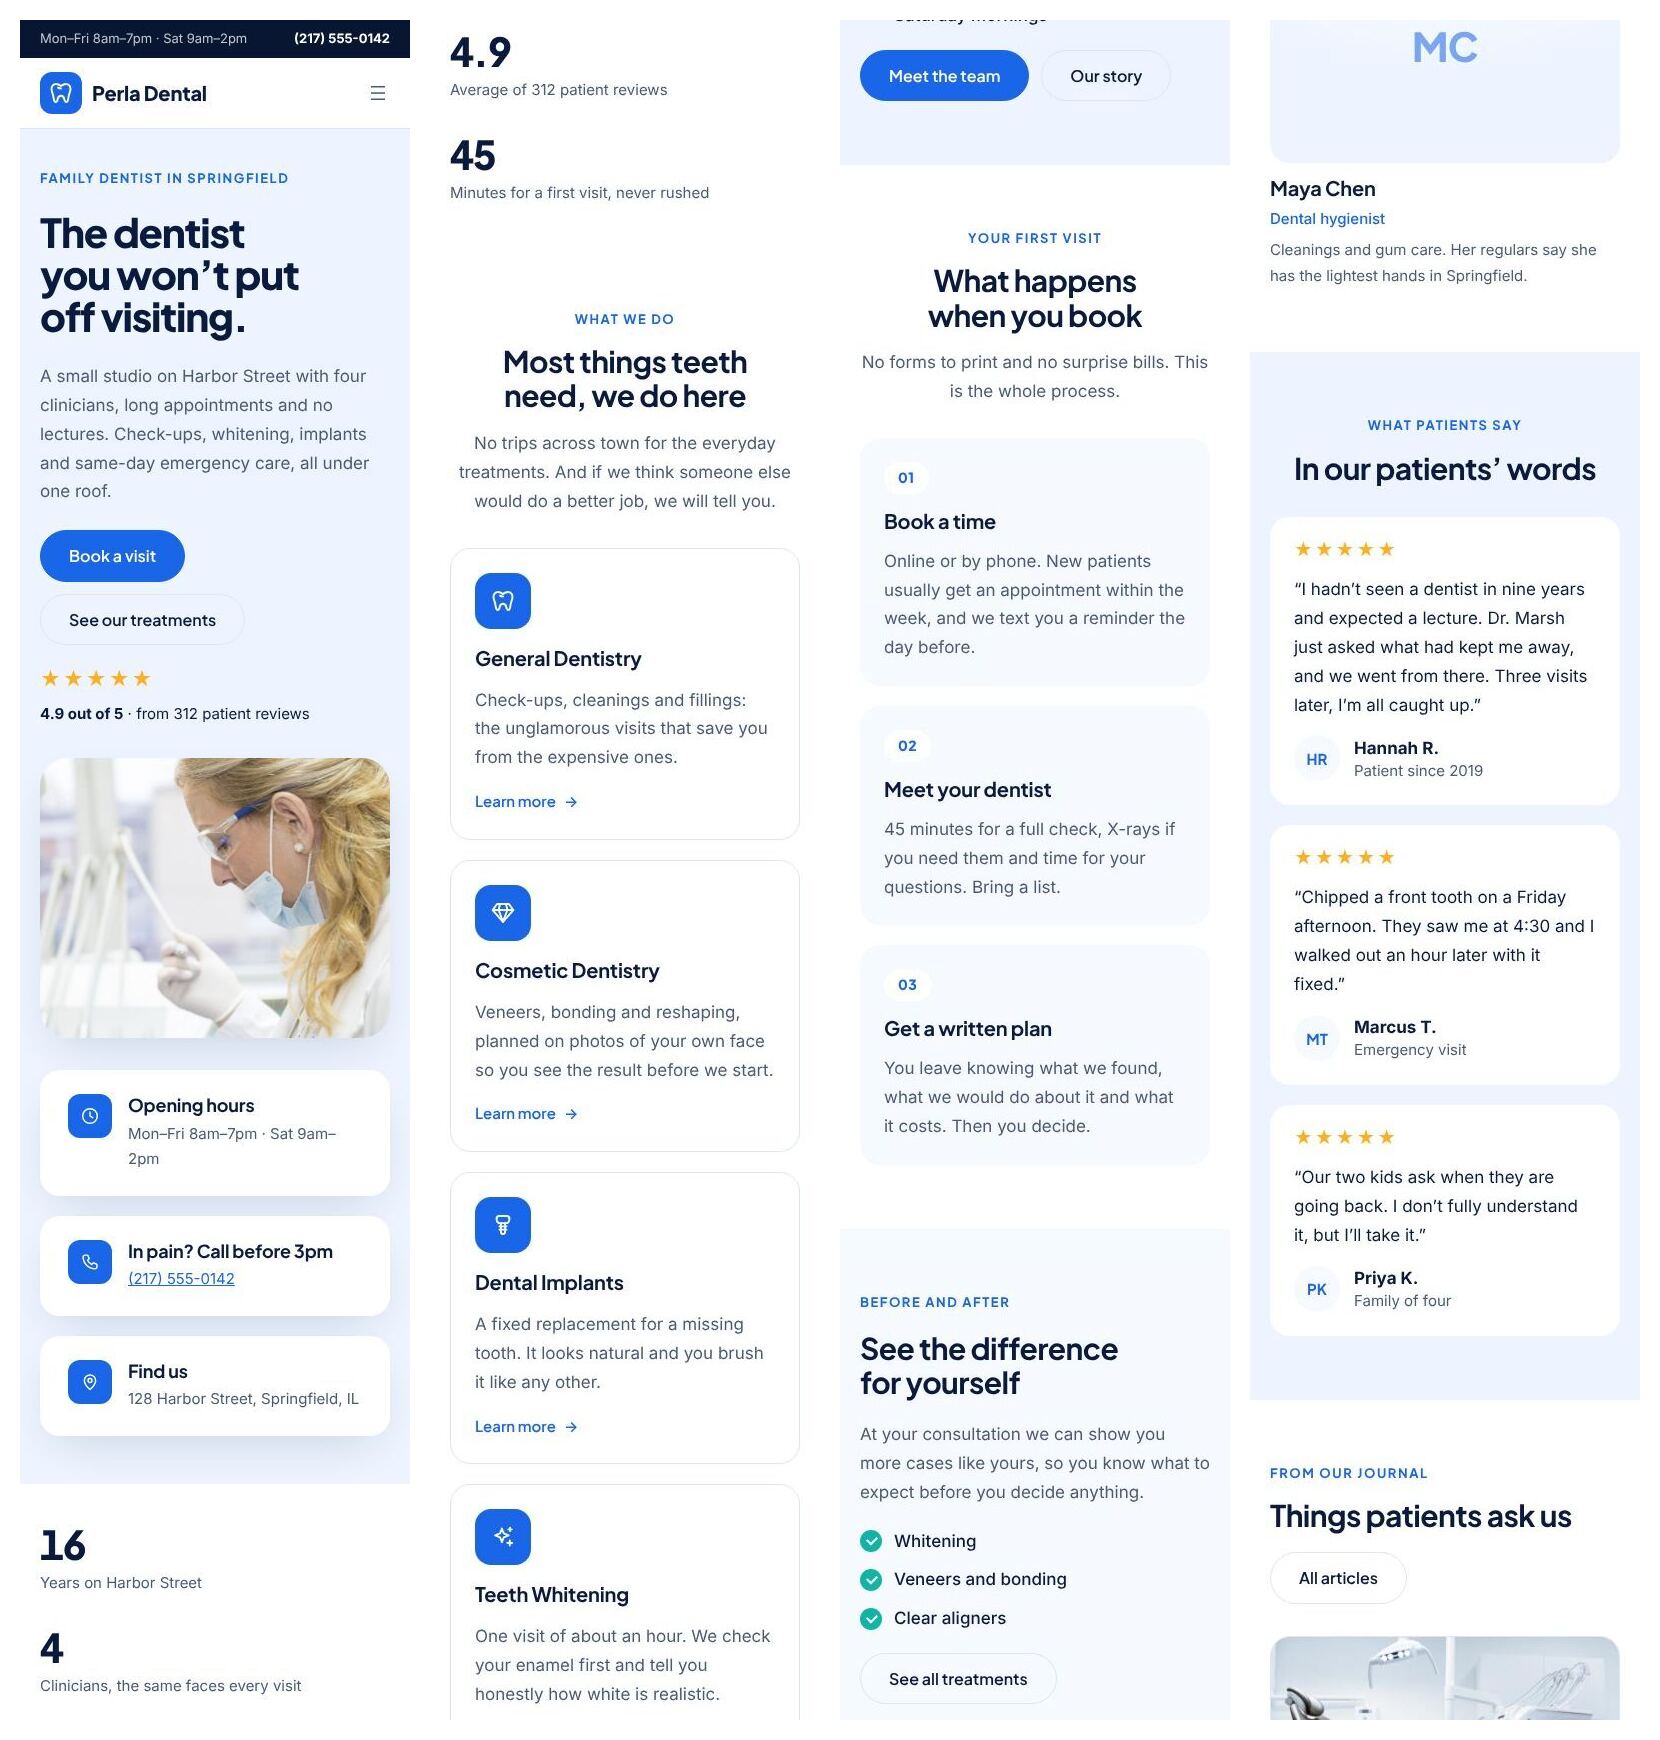 Mon–Fri 8am–7pm · Sat 9am–2pm
(217) 555-0142
Perla Dental
FAMILY DENTIST IN SPRINGFIELD
The dentist
you won’t put
off visiting.
A small studio on Harbor Street with four
clinicians, long appointments and no
lectures. Check-ups, whitening, implants
and same-day emergency care, all under
one roof.
Book a visit
See our treatments
★★★★★
4.9 out of 5 · from 312 patient reviews
Opening hours
Mon–Fri 8am–7pm · Sat 9am–
2pm
In pain? Call before 3pm
(217) 555-0142
Find us
128 Harbor Street, Springfield, IL
16
Years on Harbor Street
4
Clinicians, the same faces every visit
4.9
Average of 312 patient reviews
45
Minutes for a first visit, never rushed
WHAT WE DO
Most things teeth
need, we do here
No trips across town for the everyday
treatments. And if we think someone else
would do a better job, we will tell you.
General Dentistry
Check-ups, cleanings and fillings:
the unglamorous visits that save you
from the expensive ones.
Learn more →
Cosmetic Dentistry
Veneers, bonding and reshaping,
planned on photos of your own face
so you see the result before we start.
Learn more →
Dental Implants
A fixed replacement for a missing
tooth. It looks natural and you brush
it like any other.
Learn more →
Teeth Whitening
One visit of about an hour. We check
your enamel first and tell you
honestly how white is realistic.
Meet the team
Our story
YOUR FIRST VISIT
What happens
when you book
No forms to print and no surprise bills. This
is the whole process.
01
Book a time
Online or by phone. New patients
usually get an appointment within the
week, and we text you a reminder the
day before.
02
Meet your dentist
45 minutes for a full check, X-rays if
you need them and time for your
questions. Bring a list.
03
Get a written plan
You leave knowing what we found,
what we would do about it and what
it costs. Then you decide.
BEFORE AND AFTER
See the difference
for yourself
At your consultation we can show you
more cases like yours, so you know what to
expect before you decide anything.
Whitening
Veneers and bonding
Clear aligners
See all treatments
MC
Maya Chen
Dental hygienist
Cleanings and gum care. Her regulars say she
has the lightest hands in Springfield.
WHAT PATIENTS SAY
In our patients’ words
★★★★★
“I hadn’t seen a dentist in nine years
and expected a lecture. Dr. Marsh
just asked what had kept me away,
and we went from there. Three visits
later, I’m all caught up.”
HR
Hannah R.
Patient since 2019
★★★★★
“Chipped a front tooth on a Friday
afternoon. They saw me at 4:30 and I
walked out an hour later with it
fixed.”
MT
Marcus T.
Emergency visit
★★★★★
“Our two kids ask when they are
going back. I don’t fully understand
it, but I’ll take it.”
PK
Priya K.
Family of four
FROM OUR JOURNAL
Things patients ask us
All articles